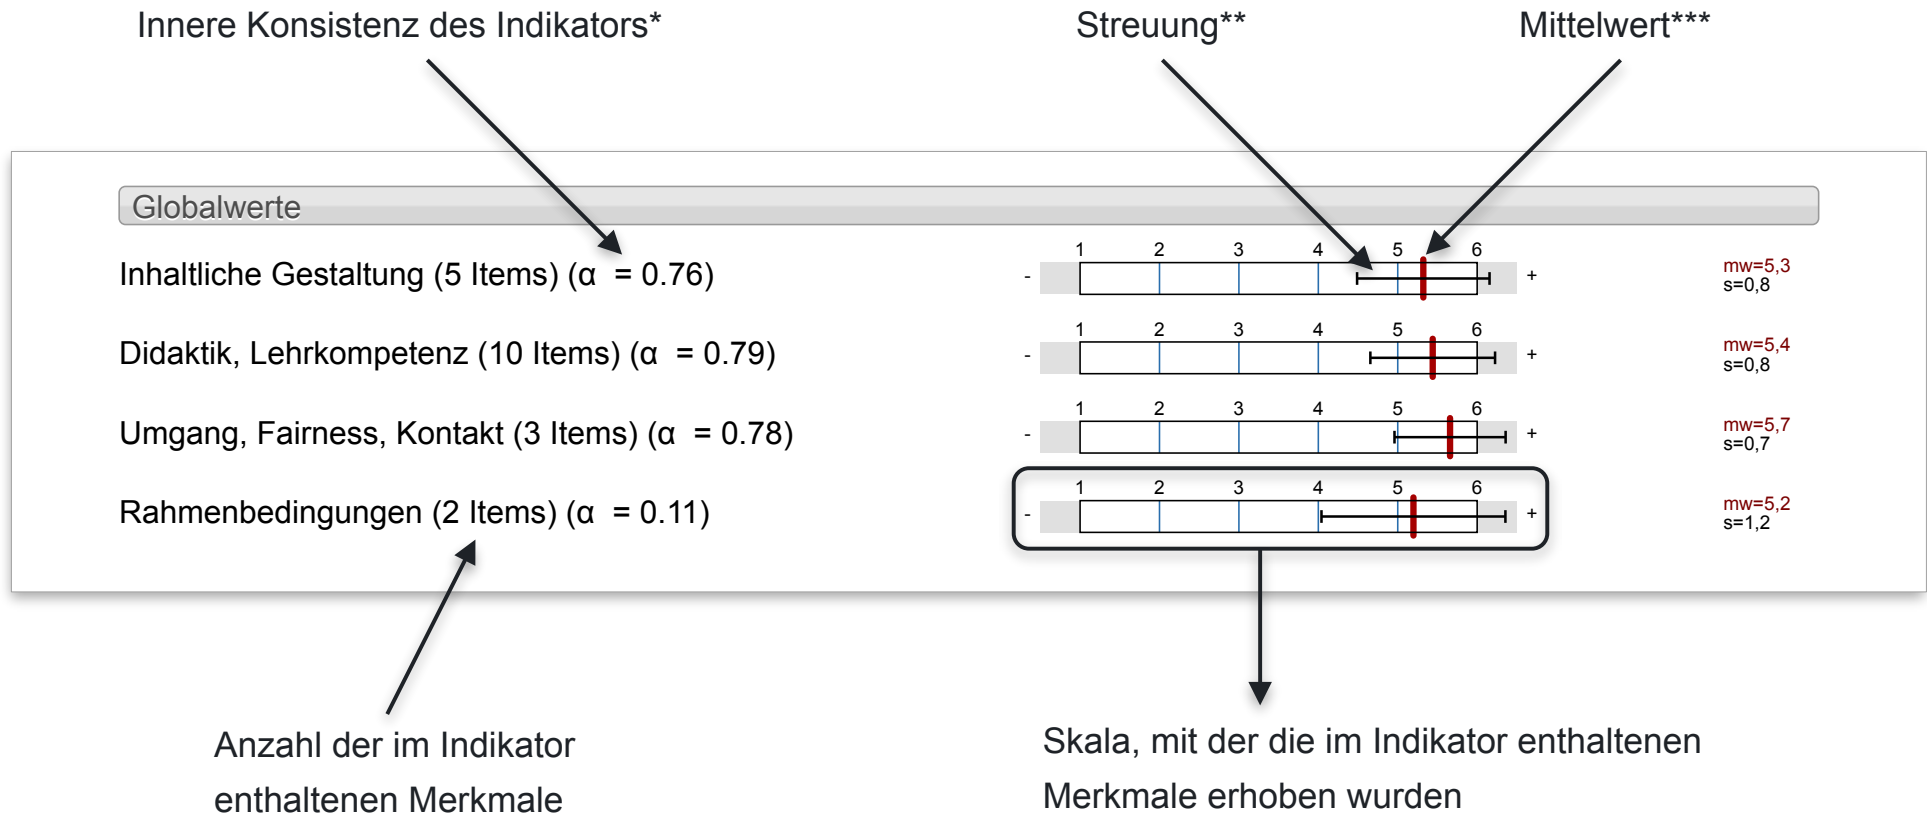 Innere Konsistenz des Indikators*
Streuung**
Mittelwert***
Globalwerte
Inhaltliche Gestaltung (5 Items) (α = 0.76)
1 2 3 4 5 6
- +
mw=5,3
s=0,8
Didaktik, Lehrkompetenz (10 Items) (α = 0.79)
1 2 3 4 5 6
- +
mw=5,4
s=0,8
Umgang, Fairness, Kontakt (3 Items) (α = 0.78)
1 2 3 4 5 6
- +
mw=5,7
s=0,7
Rahmenbedingungen (2 Items) (α = 0.11)
1 2 3 4 5 6
- +
mw=5,2
s=1,2
Anzahl der im Indikator
enthaltenen Merkmale
Skala, mit der die im Indikator enthaltenen
Merkmale erhoben wurden